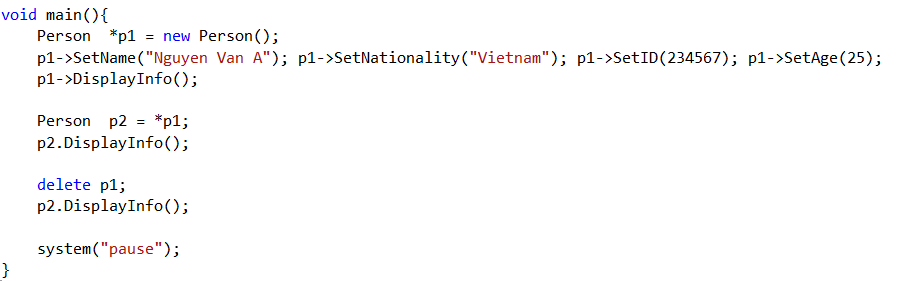 void main(){
    Person  *p1 = new Person();
    p1->SetName("Nguyen Van A"); p1->SetNationality("Vietnam"); p1->SetID(234567); p1->SetAge(25);
    p1->DisplayInfo();

    Person  p2 = *p1;
    p2.DisplayInfo();

    delete p1;
    p2.DisplayInfo();

    system("pause");
}